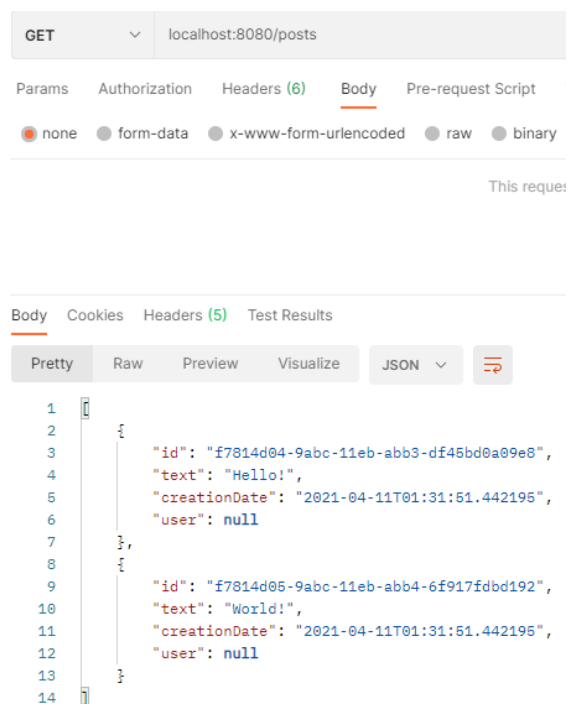 GET localhost:8080/posts
Params Authorization Headers (6) Body Pre-request Script
none form-data x-www-form-urlencoded raw binary
This
Body Cookies Headers (5) Test Results
Pretty Raw Preview Visualize JSON
1 [
2 {
3 "id": "f7814d04-9abc-11eb-abb3-df45bd0a09e8",
4 "text": "Hello!",
5 "creationDate": "2021-04-11T01:31:51.442195",
6 "user": null
7 },
8 {
9 "id": "f7814d05-9abc-11eb-abb4-6f917fdbd192",
10 "text": "World!",
11 "creationDate": "2021-04-11T01:31:51.442195",
12 "user": null
13 }
14 ]